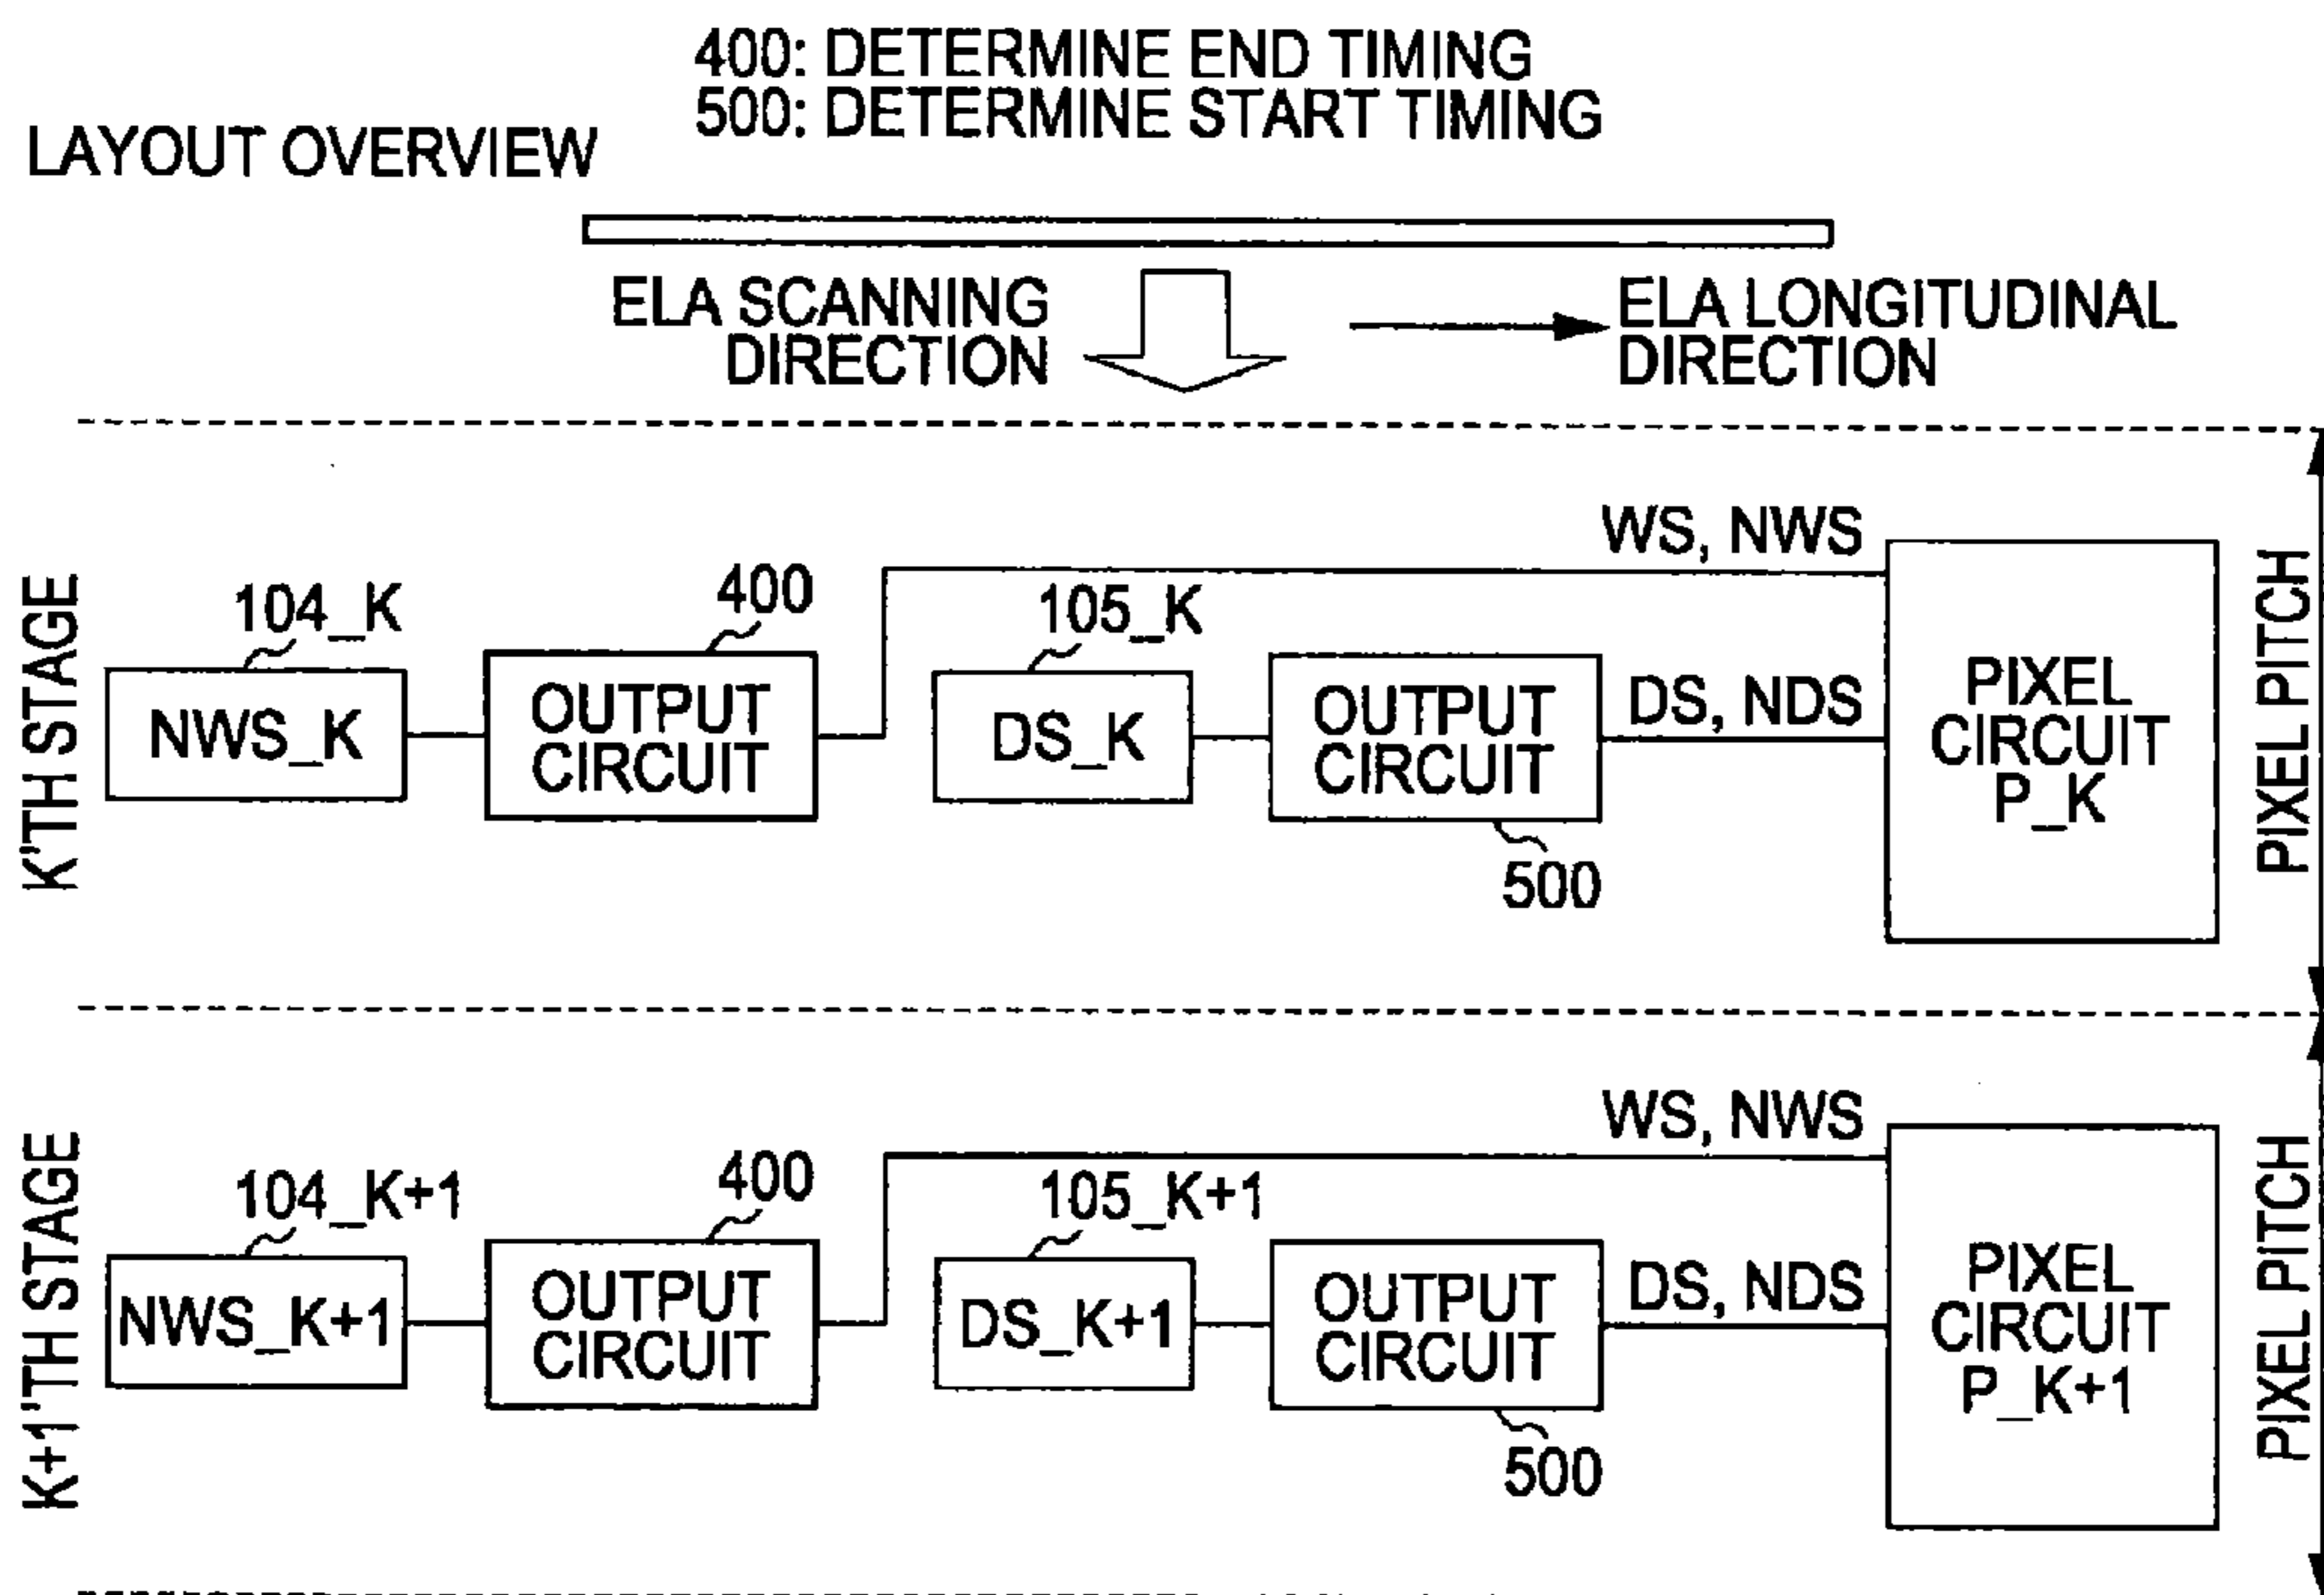 400: DETERMINE END TIMING
500: DETERMINE START TIMING
LAYOUT OVERVIEW
ELA SCANNING
DIRECTION
ELA LONGITUDINAL
DIRECTION
K'TH STAGE
104_K
NWS_K
400
OUTPUT
CIRCUIT
105_K
DS_K
OUTPUT
CIRCUIT
500
WS, NWS
DS, NDS
PIXEL
CIRCUIT
P_K
PIXEL PITCH
K+1'TH STAGE
104_K+1
NWS_K+1
400
OUTPUT
CIRCUIT
105_K+1
DS_K+1
OUTPUT
CIRCUIT
500
WS, NWS
DS, NDS
PIXEL
CIRCUIT
P_K+1
PIXEL PITCH